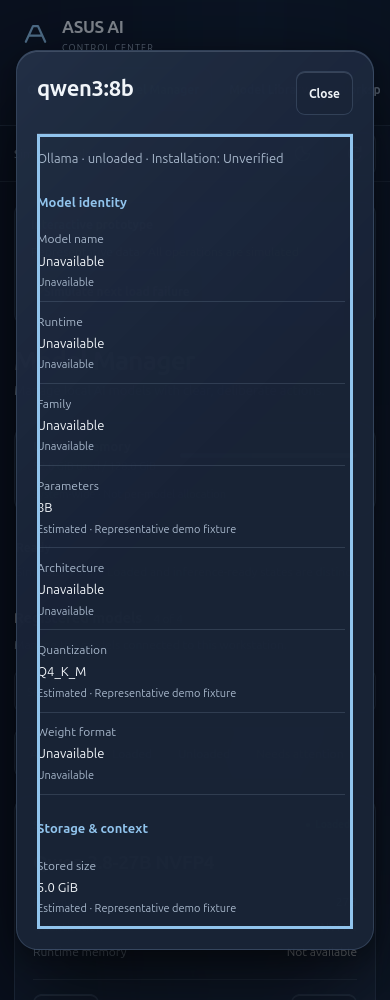 ASUS AI
CONTROL CENTER
qwen3:8b
Close
Ollama · unloaded · Installation: Unverified
Model identity
Model name
Unavailable
Unavailable
Runtime
Unavailable
Unavailable
Family
Unavailable
Unavailable
Parameters
8B
Estimated · Representative demo fixture
Architecture
Unavailable
Unavailable
Quantization
Q4_K_M
Estimated · Representative demo fixture
Weight format
Unavailable
Unavailable
Storage & context
Stored size
5.0 GiB
Estimated · Representative demo fixture
Runtime memory
Not available